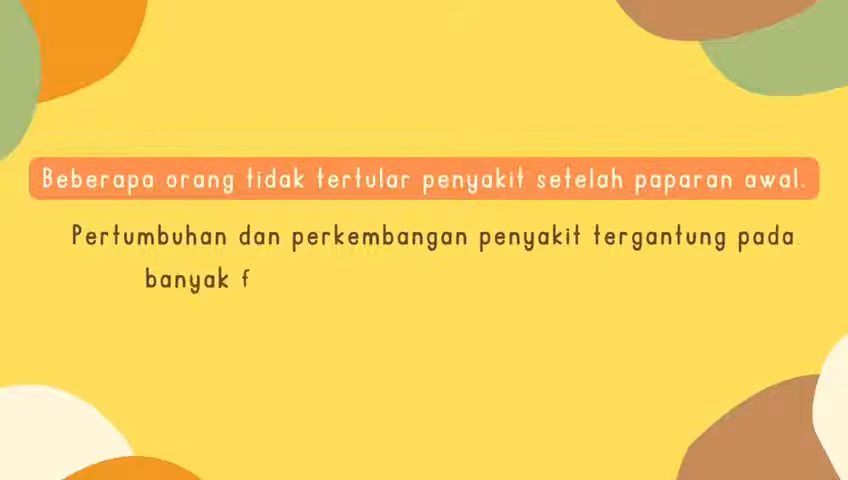 Beberapa orang tidak tertular penyakit setelah paparan awal.
Pertumbuhan dan perkembangan penyakit tergantung pada
banyak f